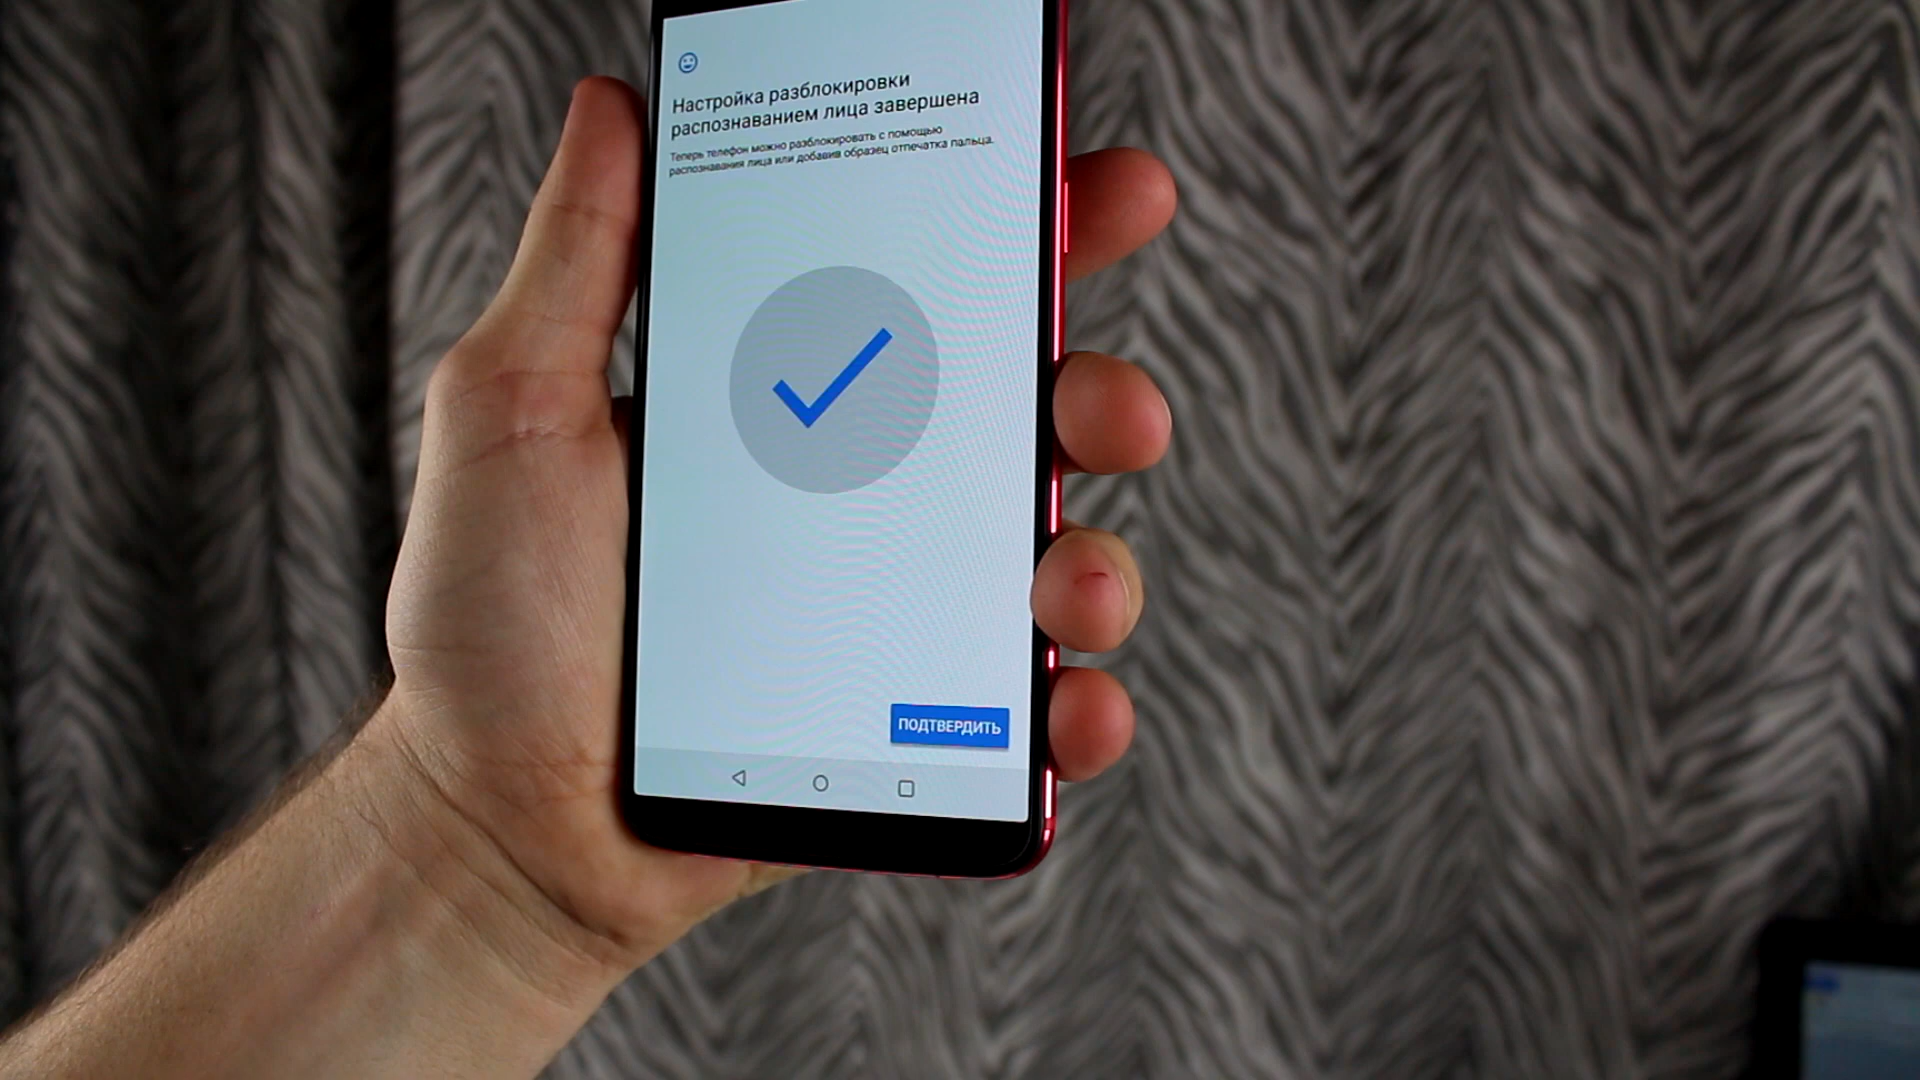 Настройка разблокировки
распознаванием лица завершена
Теперь телефон можно разблокировать с помощью
распознавания лица или добавив образец отпечатка пальца.
ПОДТВЕРДИТЬ